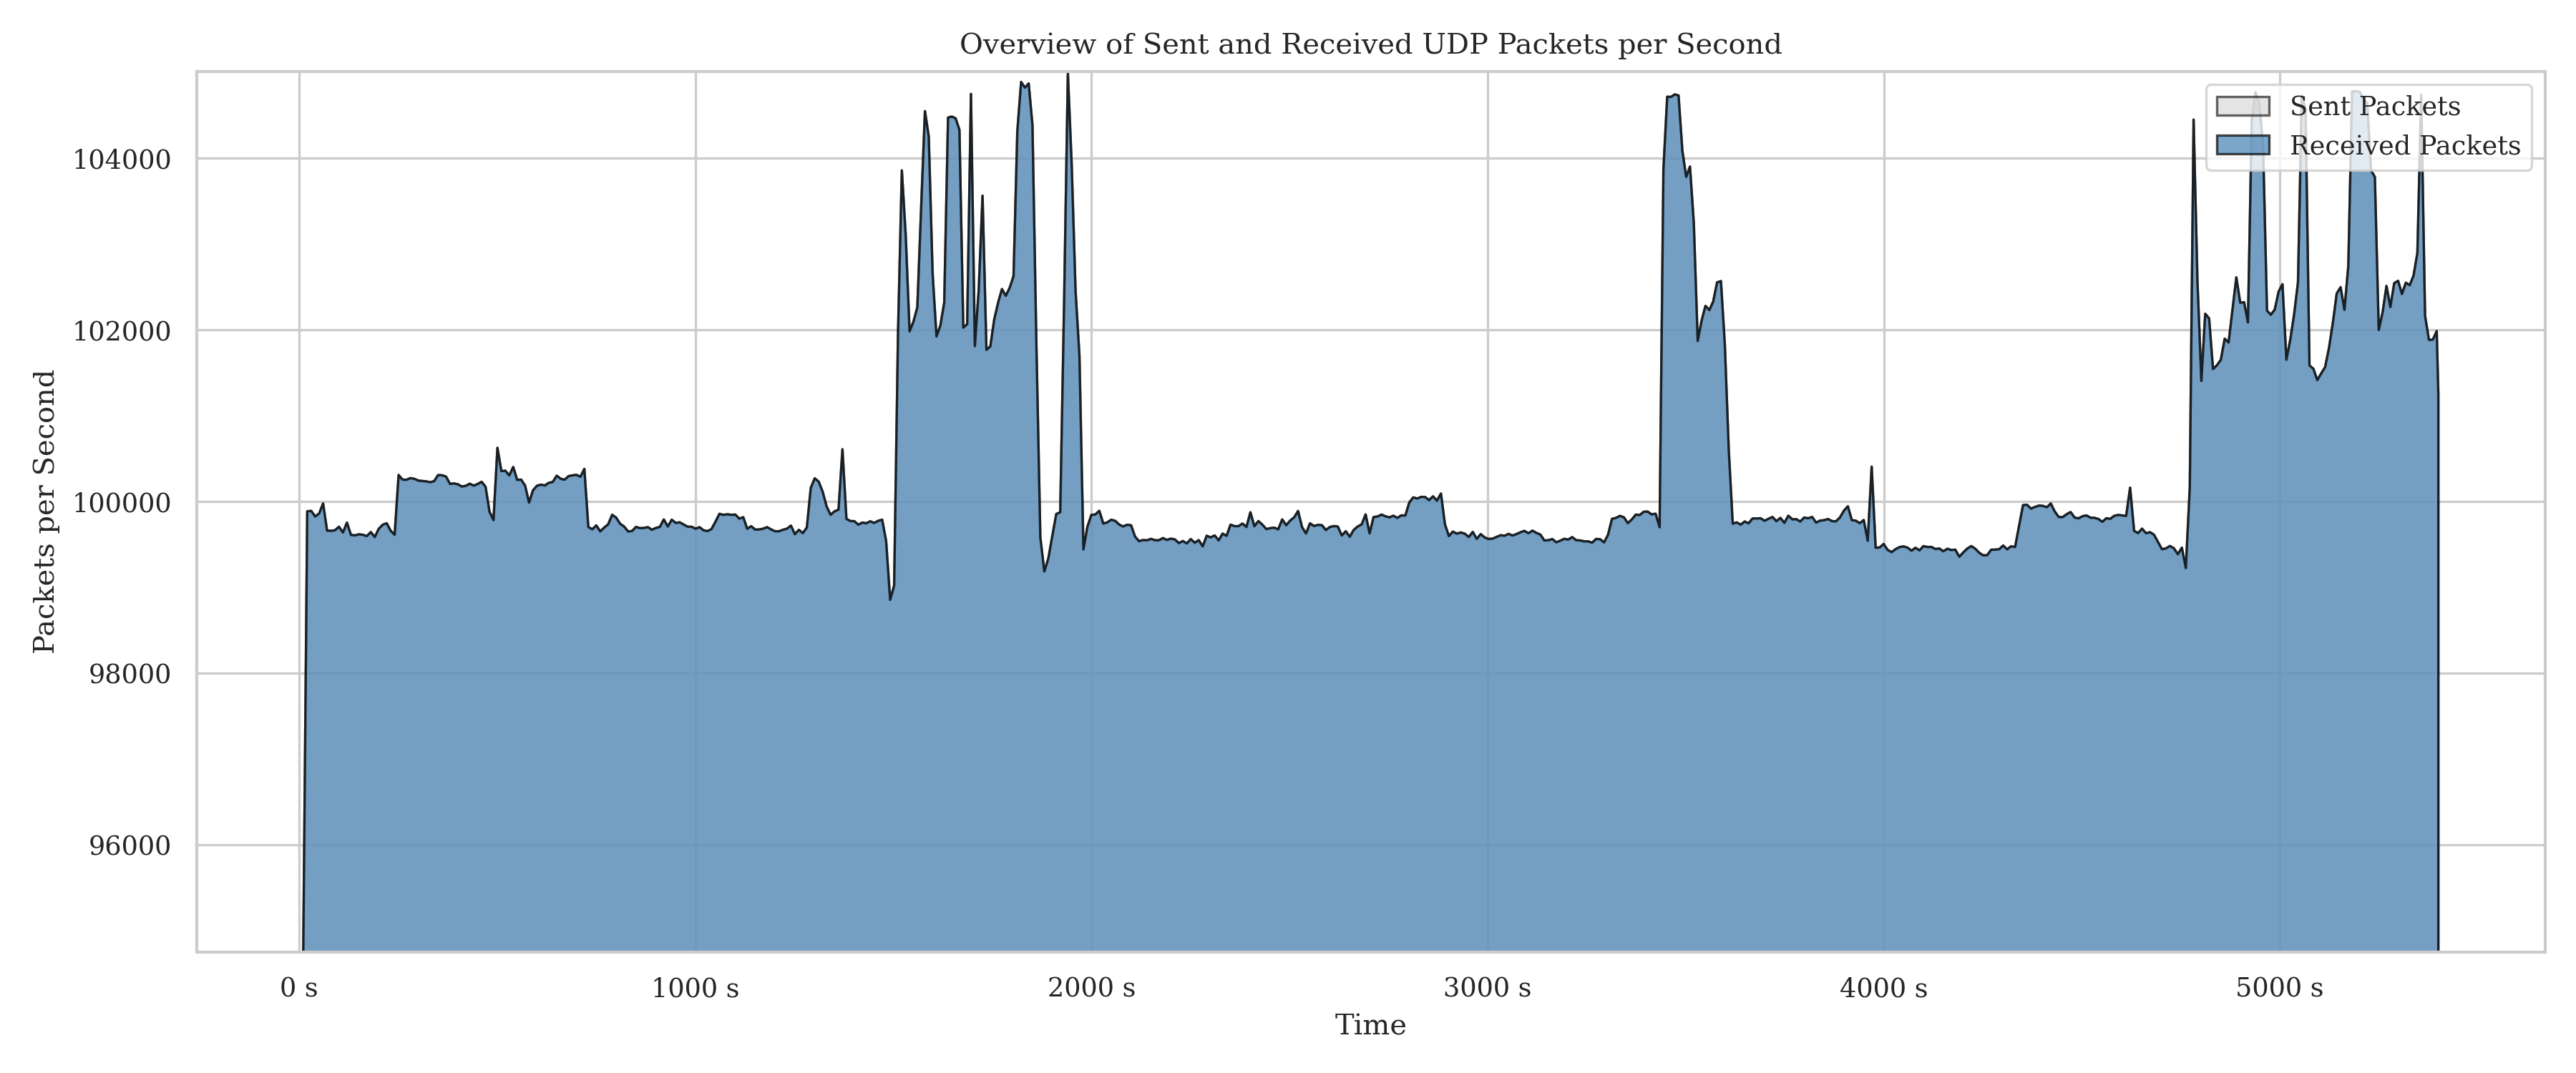 Overview of Sent and Received UDP Packets per Second
Sent Packets
Received Packets
Packets per Second
104000
102000
100000
98000
96000
0 s
1000 s
2000 s
3000 s
4000 s
5000 s
Time